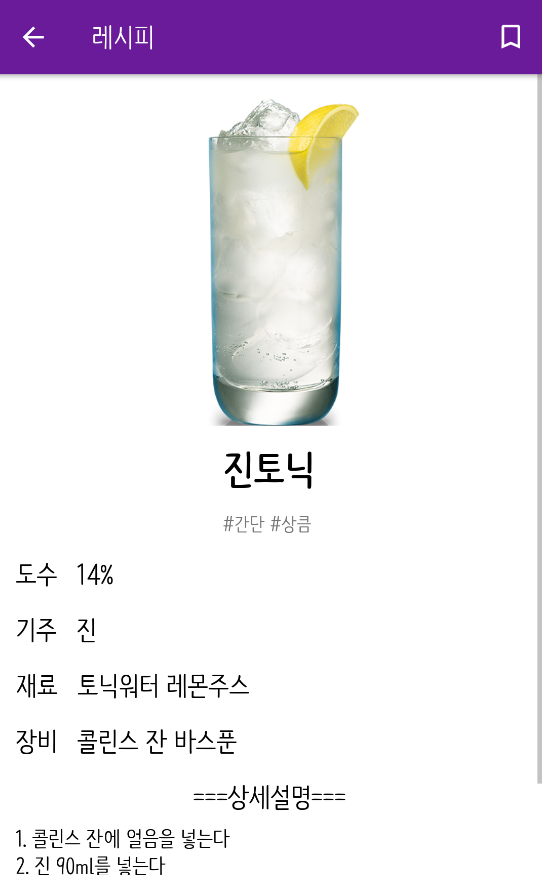 레시피
진토닉
#간단 #상큼
도수 14%
기주 진
재료 토닉워터 레몬주스
장비 콜린스 잔 바스푼
===상세설명===
1. 콜린스 잔에 얼음을 넣는다
2. 진 90ml를 넣는다